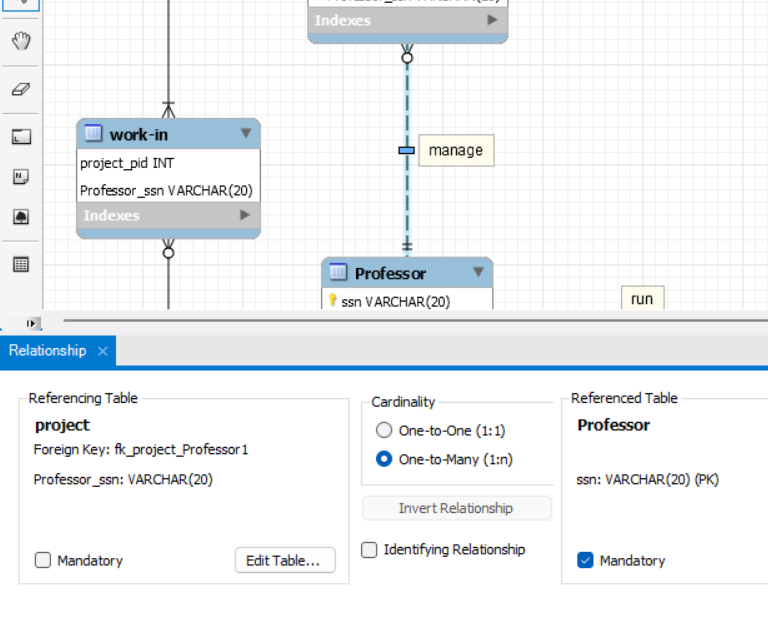 Indexes
work-in
project_pid INT
Professor_ssn VARCHAR(20)
Indexes
manage
Professor
ssn VARCHAR(20)
run
Relationship
Referencing Table
project
Foreign Key: fk_project_Professor1
Professor_ssn: VARCHAR(20)
Mandatory
Edit Table...
Cardinality
One-to-One (1:1)
One-to-Many (1:n)
Invert Relationship
Identifying Relationship
Referenced Table
Professor
ssn: VARCHAR(20) (PK)
Mandatory